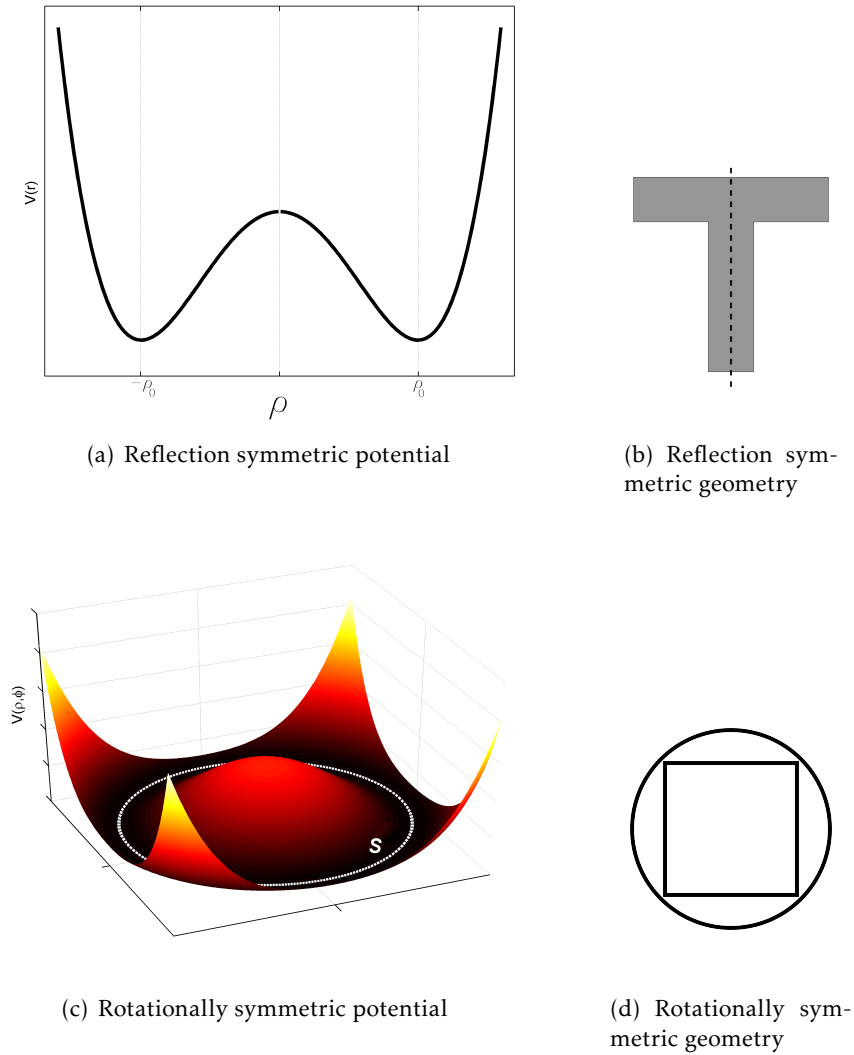 V(r)
−ρ₀
ρ₀
ρ
(a) Reflection symmetric potential
(b) Reflection sym-
metric geometry
V(ρ,ϕ)
S
(c) Rotationally symmetric potential
(d) Rotationally sym-
metric geometry